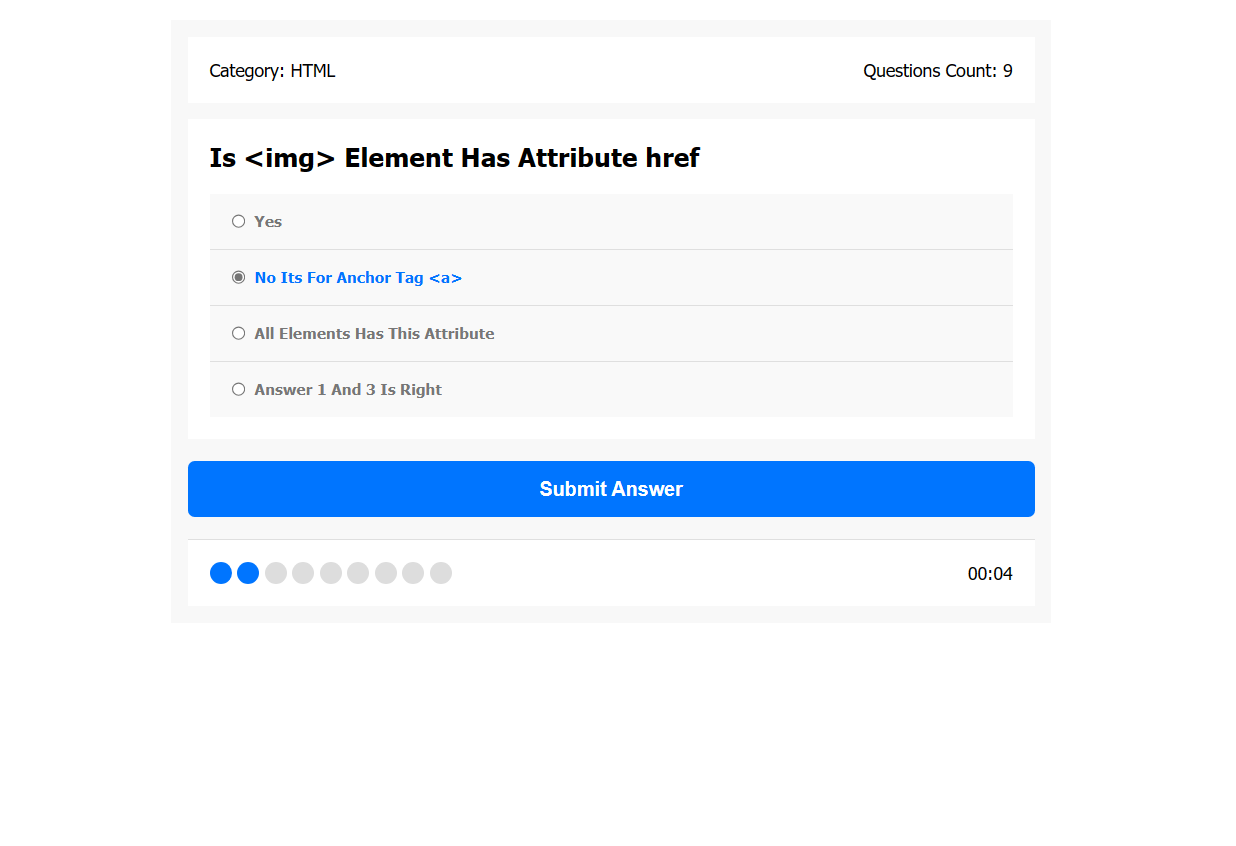 Category: HTML
Questions Count: 9
Is <img> Element Has Attribute href
Yes
No Its For Anchor Tag <a>
All Elements Has This Attribute
Answer 1 And 3 Is Right
Submit Answer
00:04